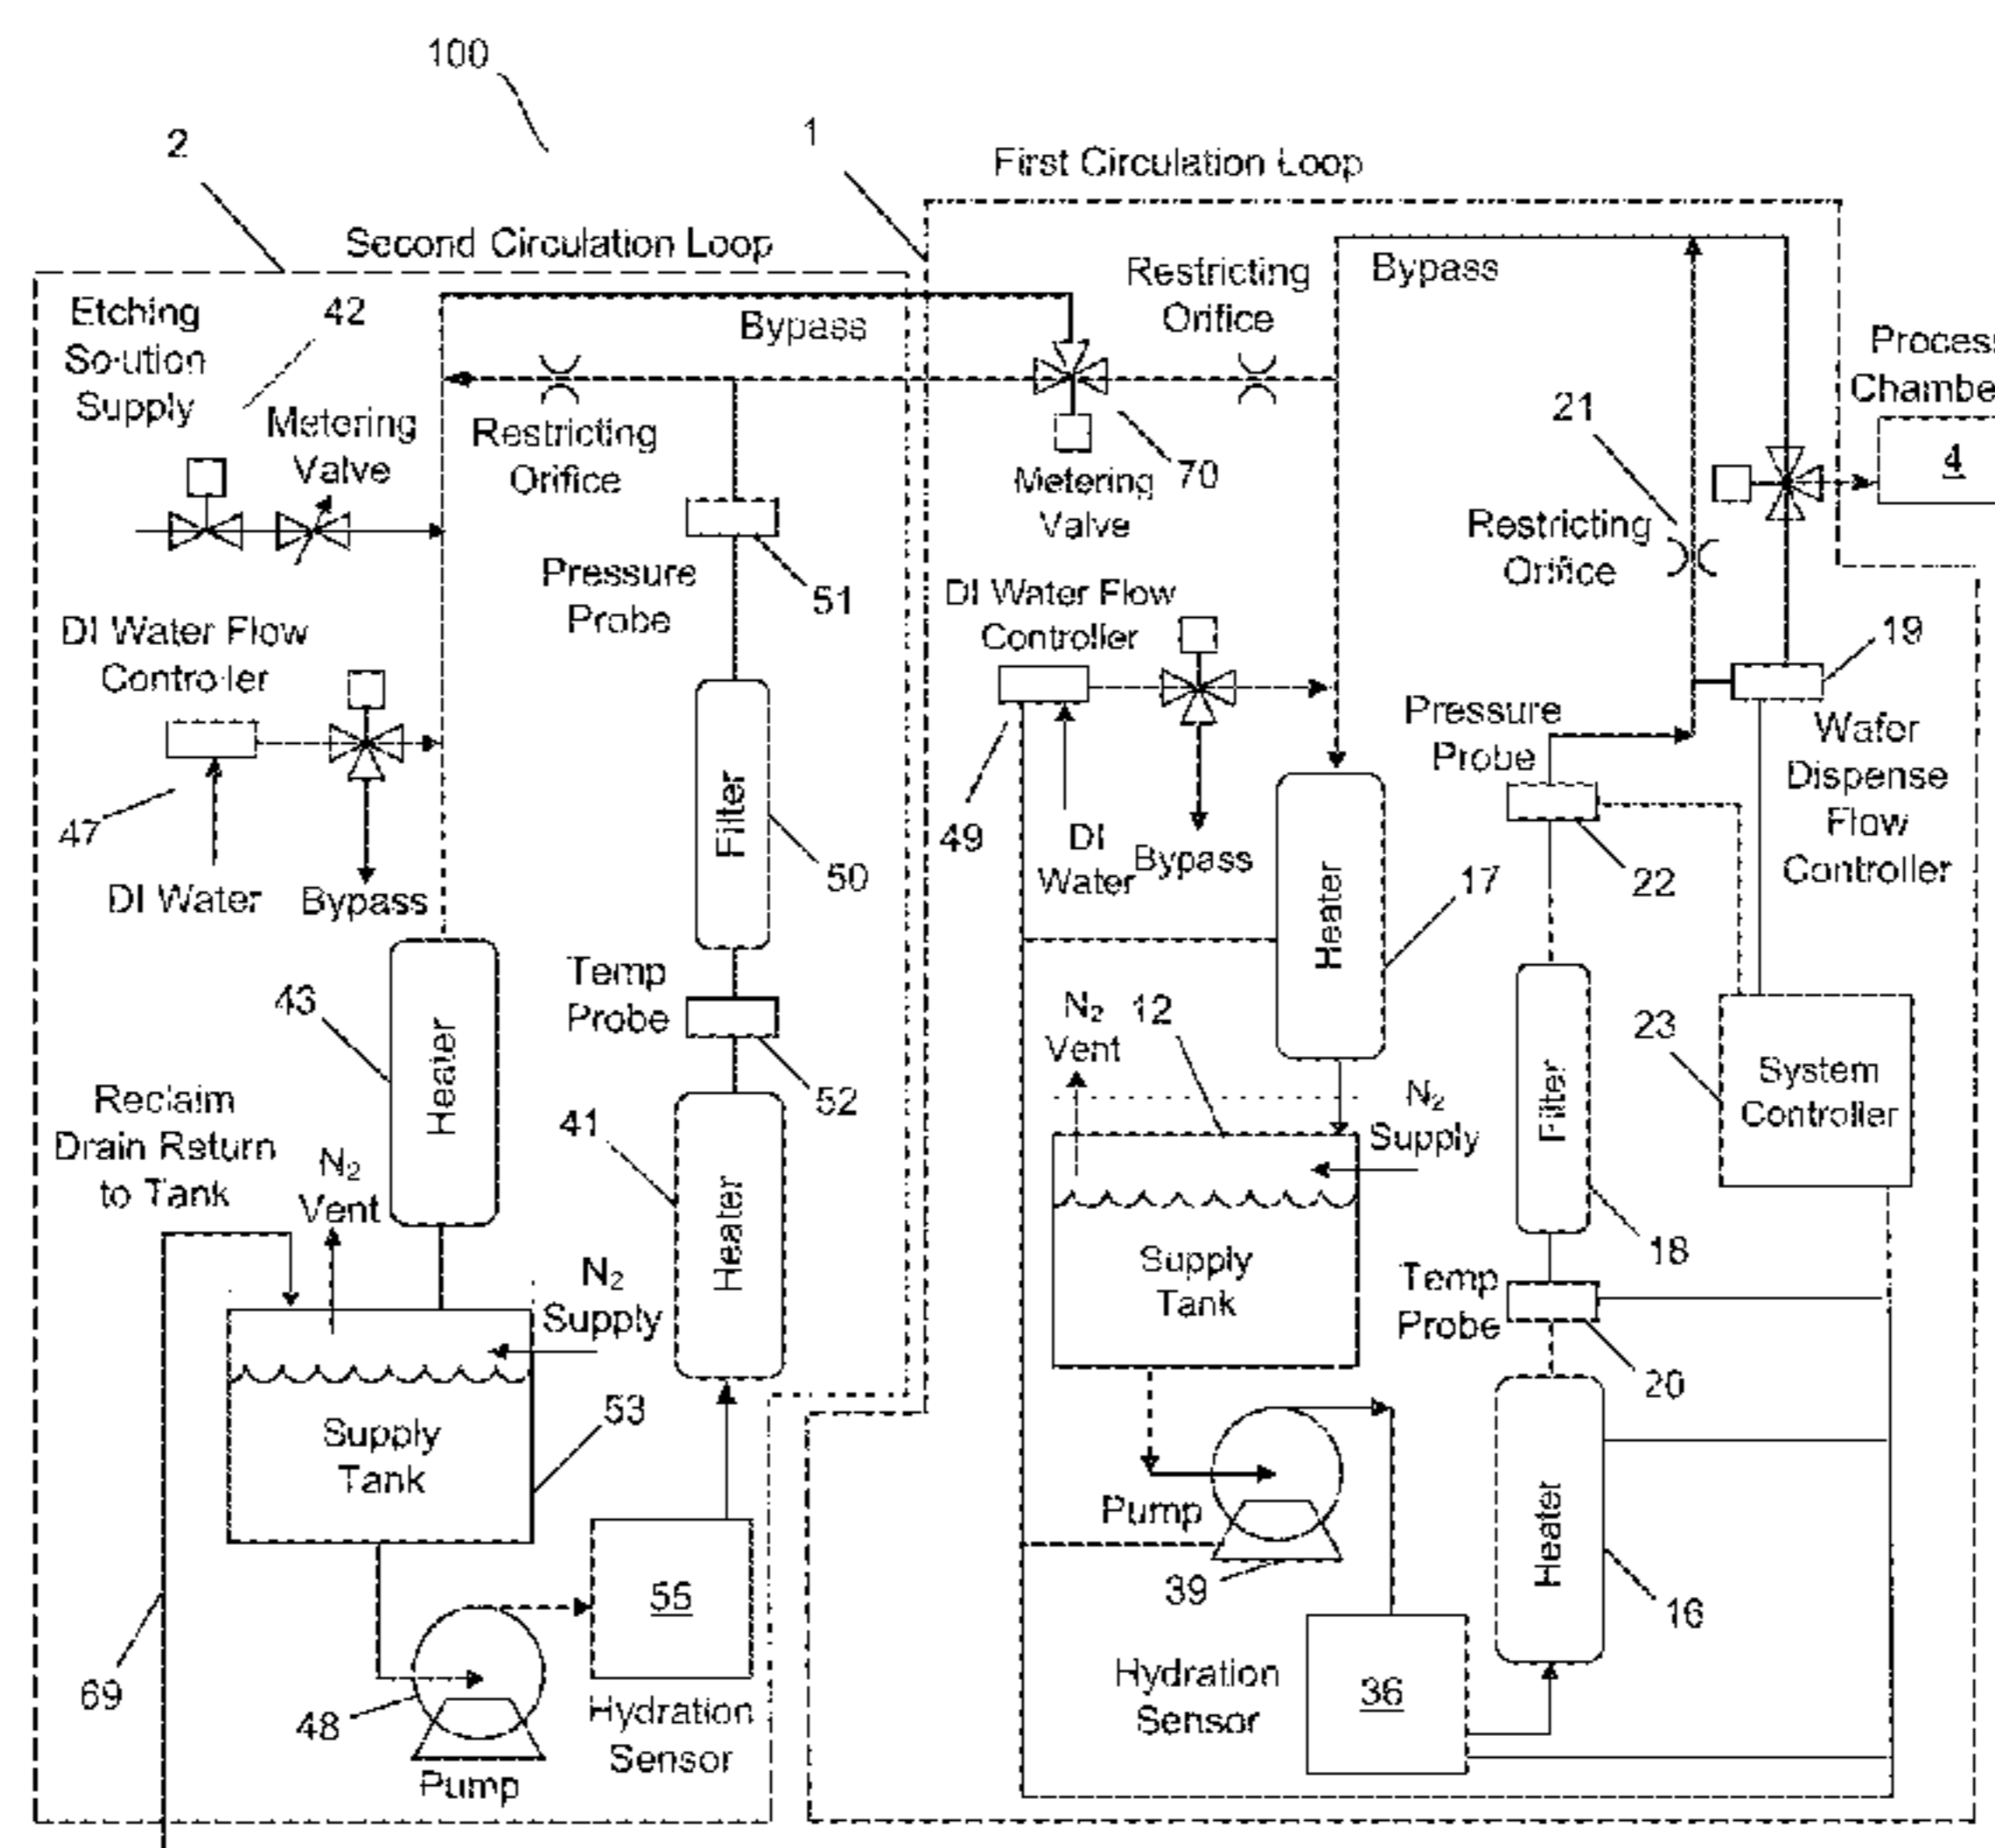 100
2
1
First Circulation Loop
Second Circulation Loop
Etching
Solution
Supply
42
Metering
Valve
Bypass
Restricting
Orifice
Restricting
Orifice
Bypass
Process
Chambe
4
21
70
Metering
Valve
Restricting
Orifice
Pressure
Probe
51
DI Water Flow
Controller
DI Water Flow
Controller
19
47
DI Water
Bypass
Filter
50
49
DI
Water
Bypass
Heater
17
Pressure
Probe
22
Wafer
Dispense
Flow
Controller
43
Heater
Temp
Probe
52
N2
Vent
12
N2
Supply
23
System
Controller
Filter
18
Reclaim
Drain Return
to Tank
N2
Vent
41
Heater
N2
Supply
Supply
Tank
Temp
Probe
20
Supply
Tank
53
Pump
39
Heater
16
69
48
Pump
55
Hydration
Sensor
Hydration
Sensor
36